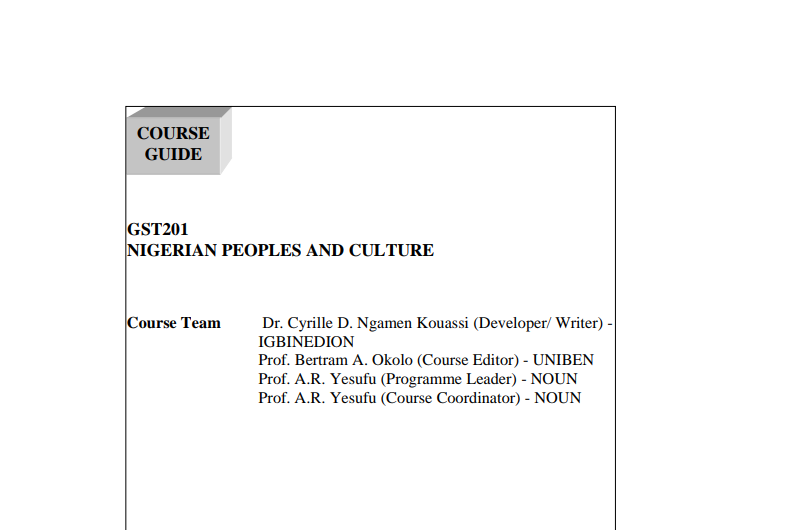 COURSE
GUIDE
GST201
NIGERIAN PEOPLES AND CULTURE
Course Team Dr. Cyrille D. Ngamen Kouassi (Developer/ Writer) -
IGBINEDION
Prof. Bertram A. Okolo (Course Editor) - UNIBEN
Prof. A.R. Yesufu (Programme Leader) - NOUN
Prof. A.R. Yesufu (Course Coordinator) - NOUN